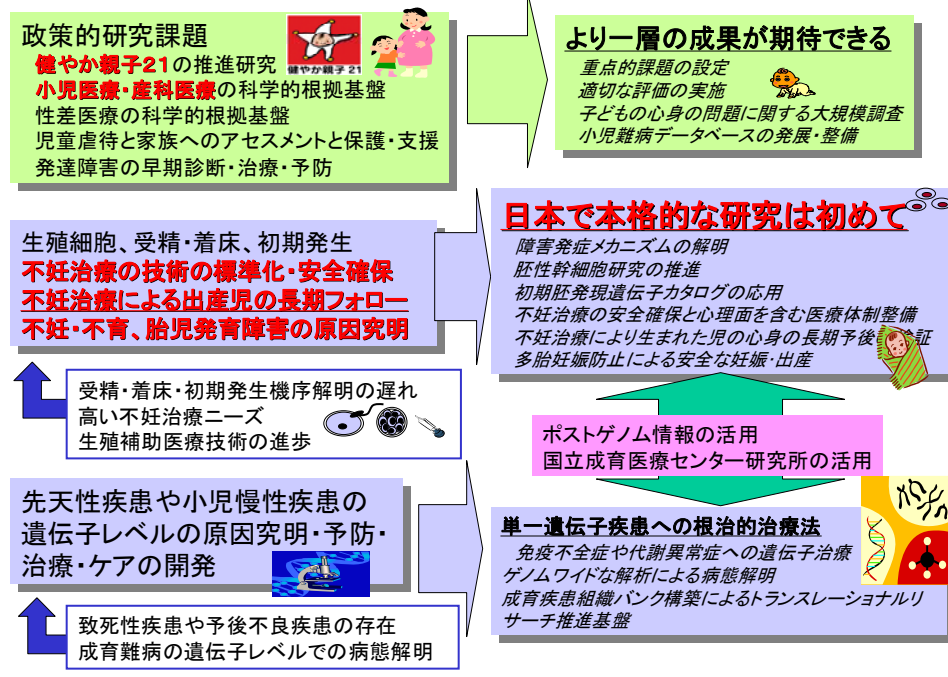 政策的研究課題
健やか親子21
健やか親子21の推進研究
小児医療・産科医療の科学的根拠基盤
性差医療の科学的根拠基盤
児童虐待と家族へのアセスメントと保護・支援
発達障害の早期診断・治療・予防
より一層の成果が期待できる
重点的課題の設定
適切な評価の実施
子どもの心身の問題に関する大規模調査
小児難病データベースの発展・整備
生殖細胞、受精・着床、初期発生
不妊治療の技術の標準化・安全確保
不妊治療による出産児の長期フォロー
不妊・不育、胎児発育障害の原因究明
日本で本格的な研究は初めて
障害発症メカニズムの解明
胚性幹細胞研究の推進
初期胚発現遺伝子カタログの応用
不妊治療の安全確保と心理面を含む医療体制整備
不妊治療により生まれた児の心身の長期予後 証
多胎妊娠防止による安全な妊娠・出産
受精・着床・初期発生機序解明の遅れ
高い不妊治療ニーズ
生殖補助医療技術の進歩
ポストゲノム情報の活用
国立成育医療センター研究所の活用
先天性疾患や小児慢性疾患の
遺伝子レベルの原因究明・予防・
治療・ケアの開発
単一遺伝子疾患への根治的治療法
免疫不全症や代謝異常症への遺伝子治療
ゲノムワイドな解析による病態解明
成育疾患組織バンク構築によるトランスレーショナルリ
サーチ推進基盤
致死性疾患や予後不良疾患の存在
成育難病の遺伝子レベルでの病態解明